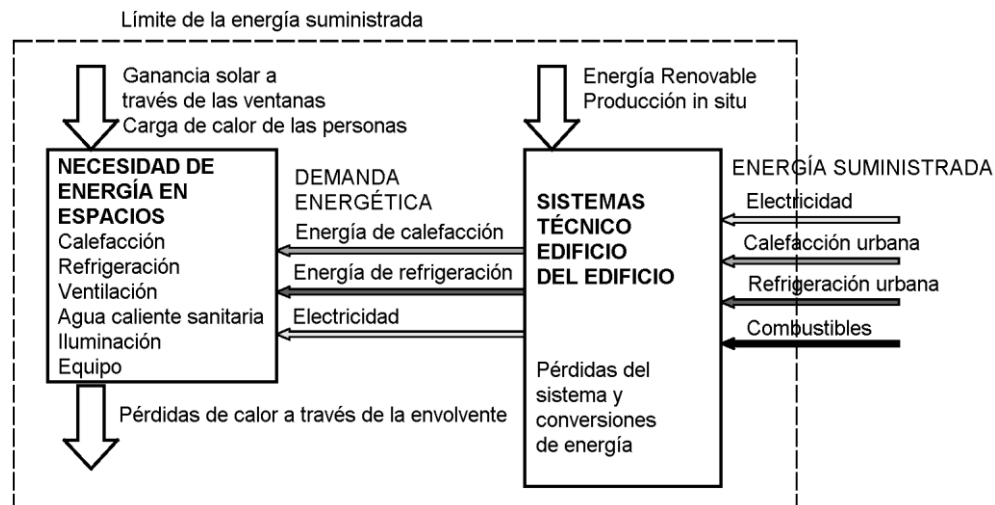 Límite de la energía suministrada
Ganancia solar a
través de las ventanas
Carga de calor de las personas
Energía Renovable
Producción in situ
NECESIDAD DE
ENERGÍA EN
ESPACIOS
Calefacción
Refrigeración
Ventilación
Agua caliente sanitaria
Iluminación
Equipo
DEMANDA
ENERGÉTICA
Energía de calefacción
Energía de refrigeración
Electricidad
SISTEMAS
TÉCNICO
EDIFICIO
DEL EDIFICIO
Pérdidas del
sistema y
conversiones
de energía
ENERGÍA SUMINISTRADA
Electricidad
Calefacción urbana
Refrigeración urbana
Combustibles
Pérdidas de calor a través de la envolvente